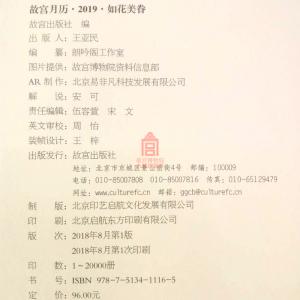 故宫月历·2019·如花美眷
故宫出版社 编
出版人：王亚民
编纂：朗吟阁工作室
图片提供：故宫博物院资料信息部
AR制作：北京易非凡科技发展有限公司
解说：安可
责任编辑：伍容萱 宋文
英文审校：周怡
装帧设计：王梓
出版发行：故宫出版社
地址：北京市东城区景山前街4号 邮编：100009
电话：010-85007808 010-85007816 传真：010-65129479
网址：www.culturefc.cn 邮箱：ggcb@culturefc.cn
制版：北京印艺启航文化发展有限公司
印刷：北京启航东方印刷有限公司
版次：2018年8月第1版
2018年8月第1次印刷
印数：1~20000册
书号：ISBN 978-7-5134-1116-5
定价：96.00元